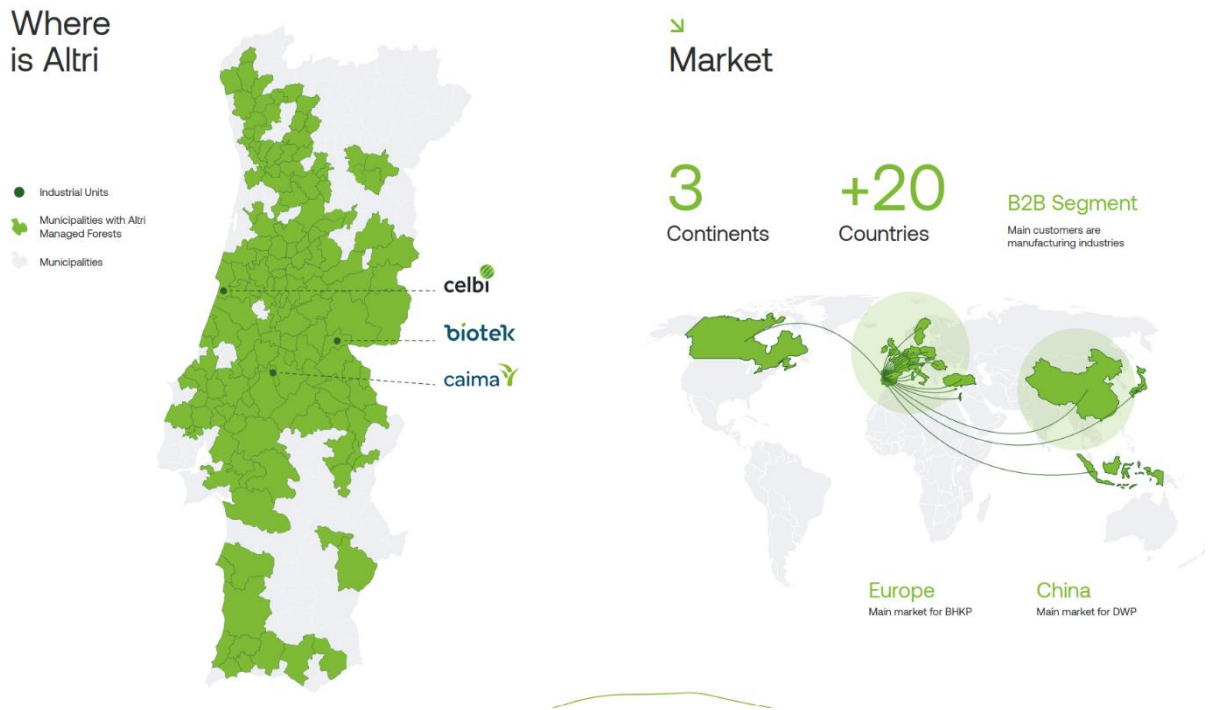 Where
is Altri
Industrial Units
Municipalities with Altri
Managed Forests
Municipalities
celbi
biotek
caima
Market
3
Continents
+20
Countries
B2B Segment
Main customers are
manufacturing industries
Europe
Main market for BHKP
China
Main market for DWP